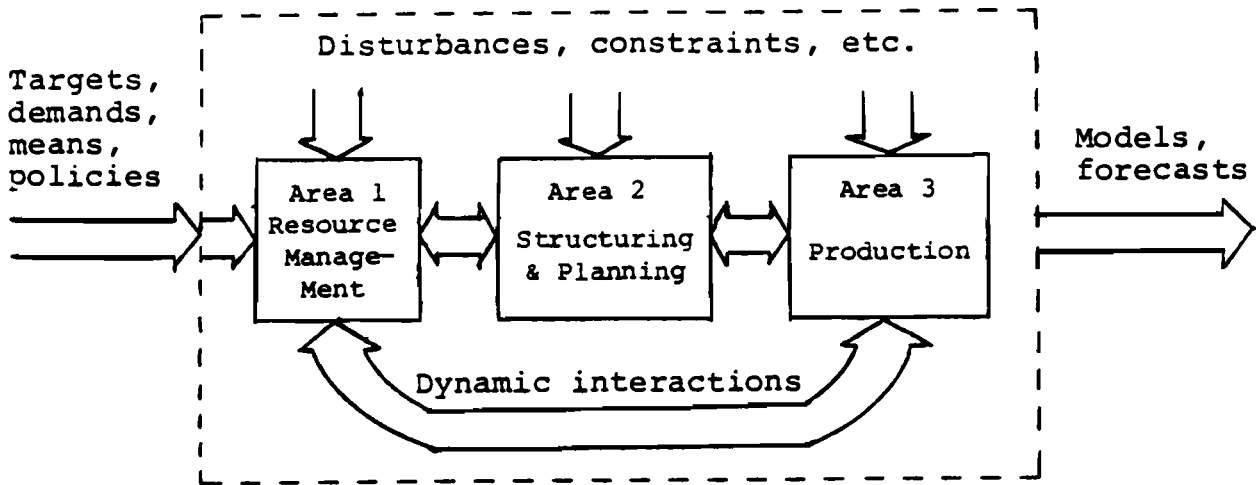 Disturbances, constraints, etc.
Targets,
demands,
means,
policies
Area 1
Resource
Manage-
Ment
Area 2
Structuring
& Planning
Area 3
Production
Models,
forecasts
Dynamic interactions